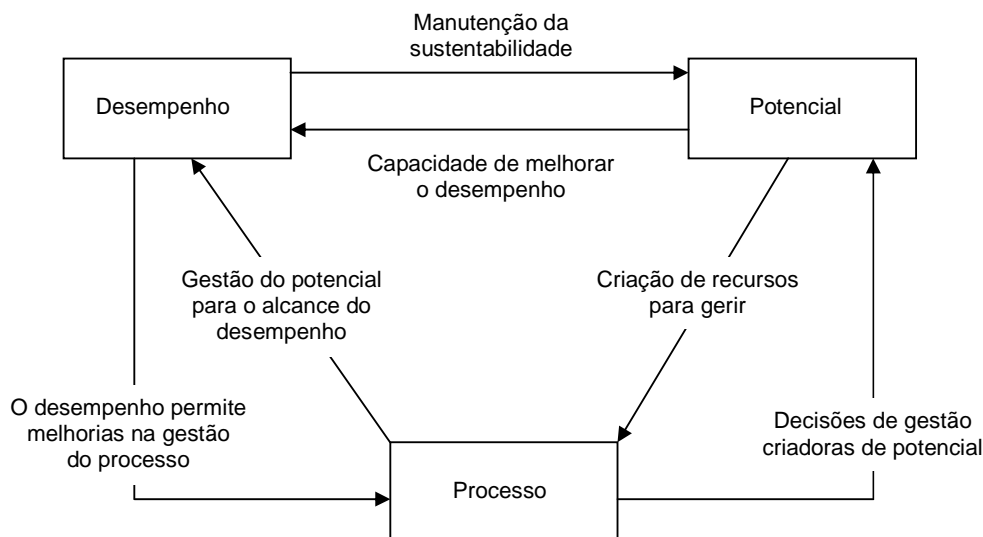 Manutenção da
sustentabilidade
Desempenho
Potencial
Capacidade de melhorar
o desempenho
Gestão do potencial
para o alcance do
desempenho
Criação de recursos
para gerir
O desempenho permite
melhorias na gestão
do processo
Decisões de gestão
criadoras de potencial
Processo